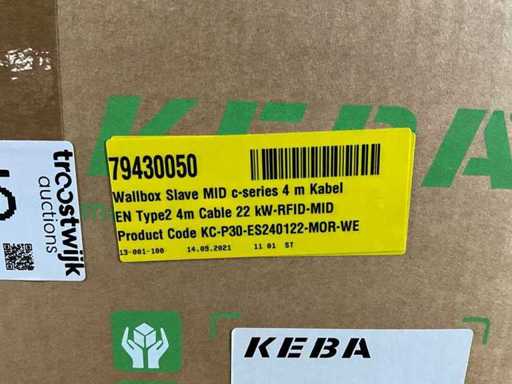 KEBA
79430050
Wallbox Slave MID c-series 4 m Kabel
EN Type2 4m Cable 22 kW-RFID-MID
Product Code KC-P30-ES240122-MOR-WE
13-001-100 14.09.2021 11 01 ST
troostwijk
auctions
KEBA